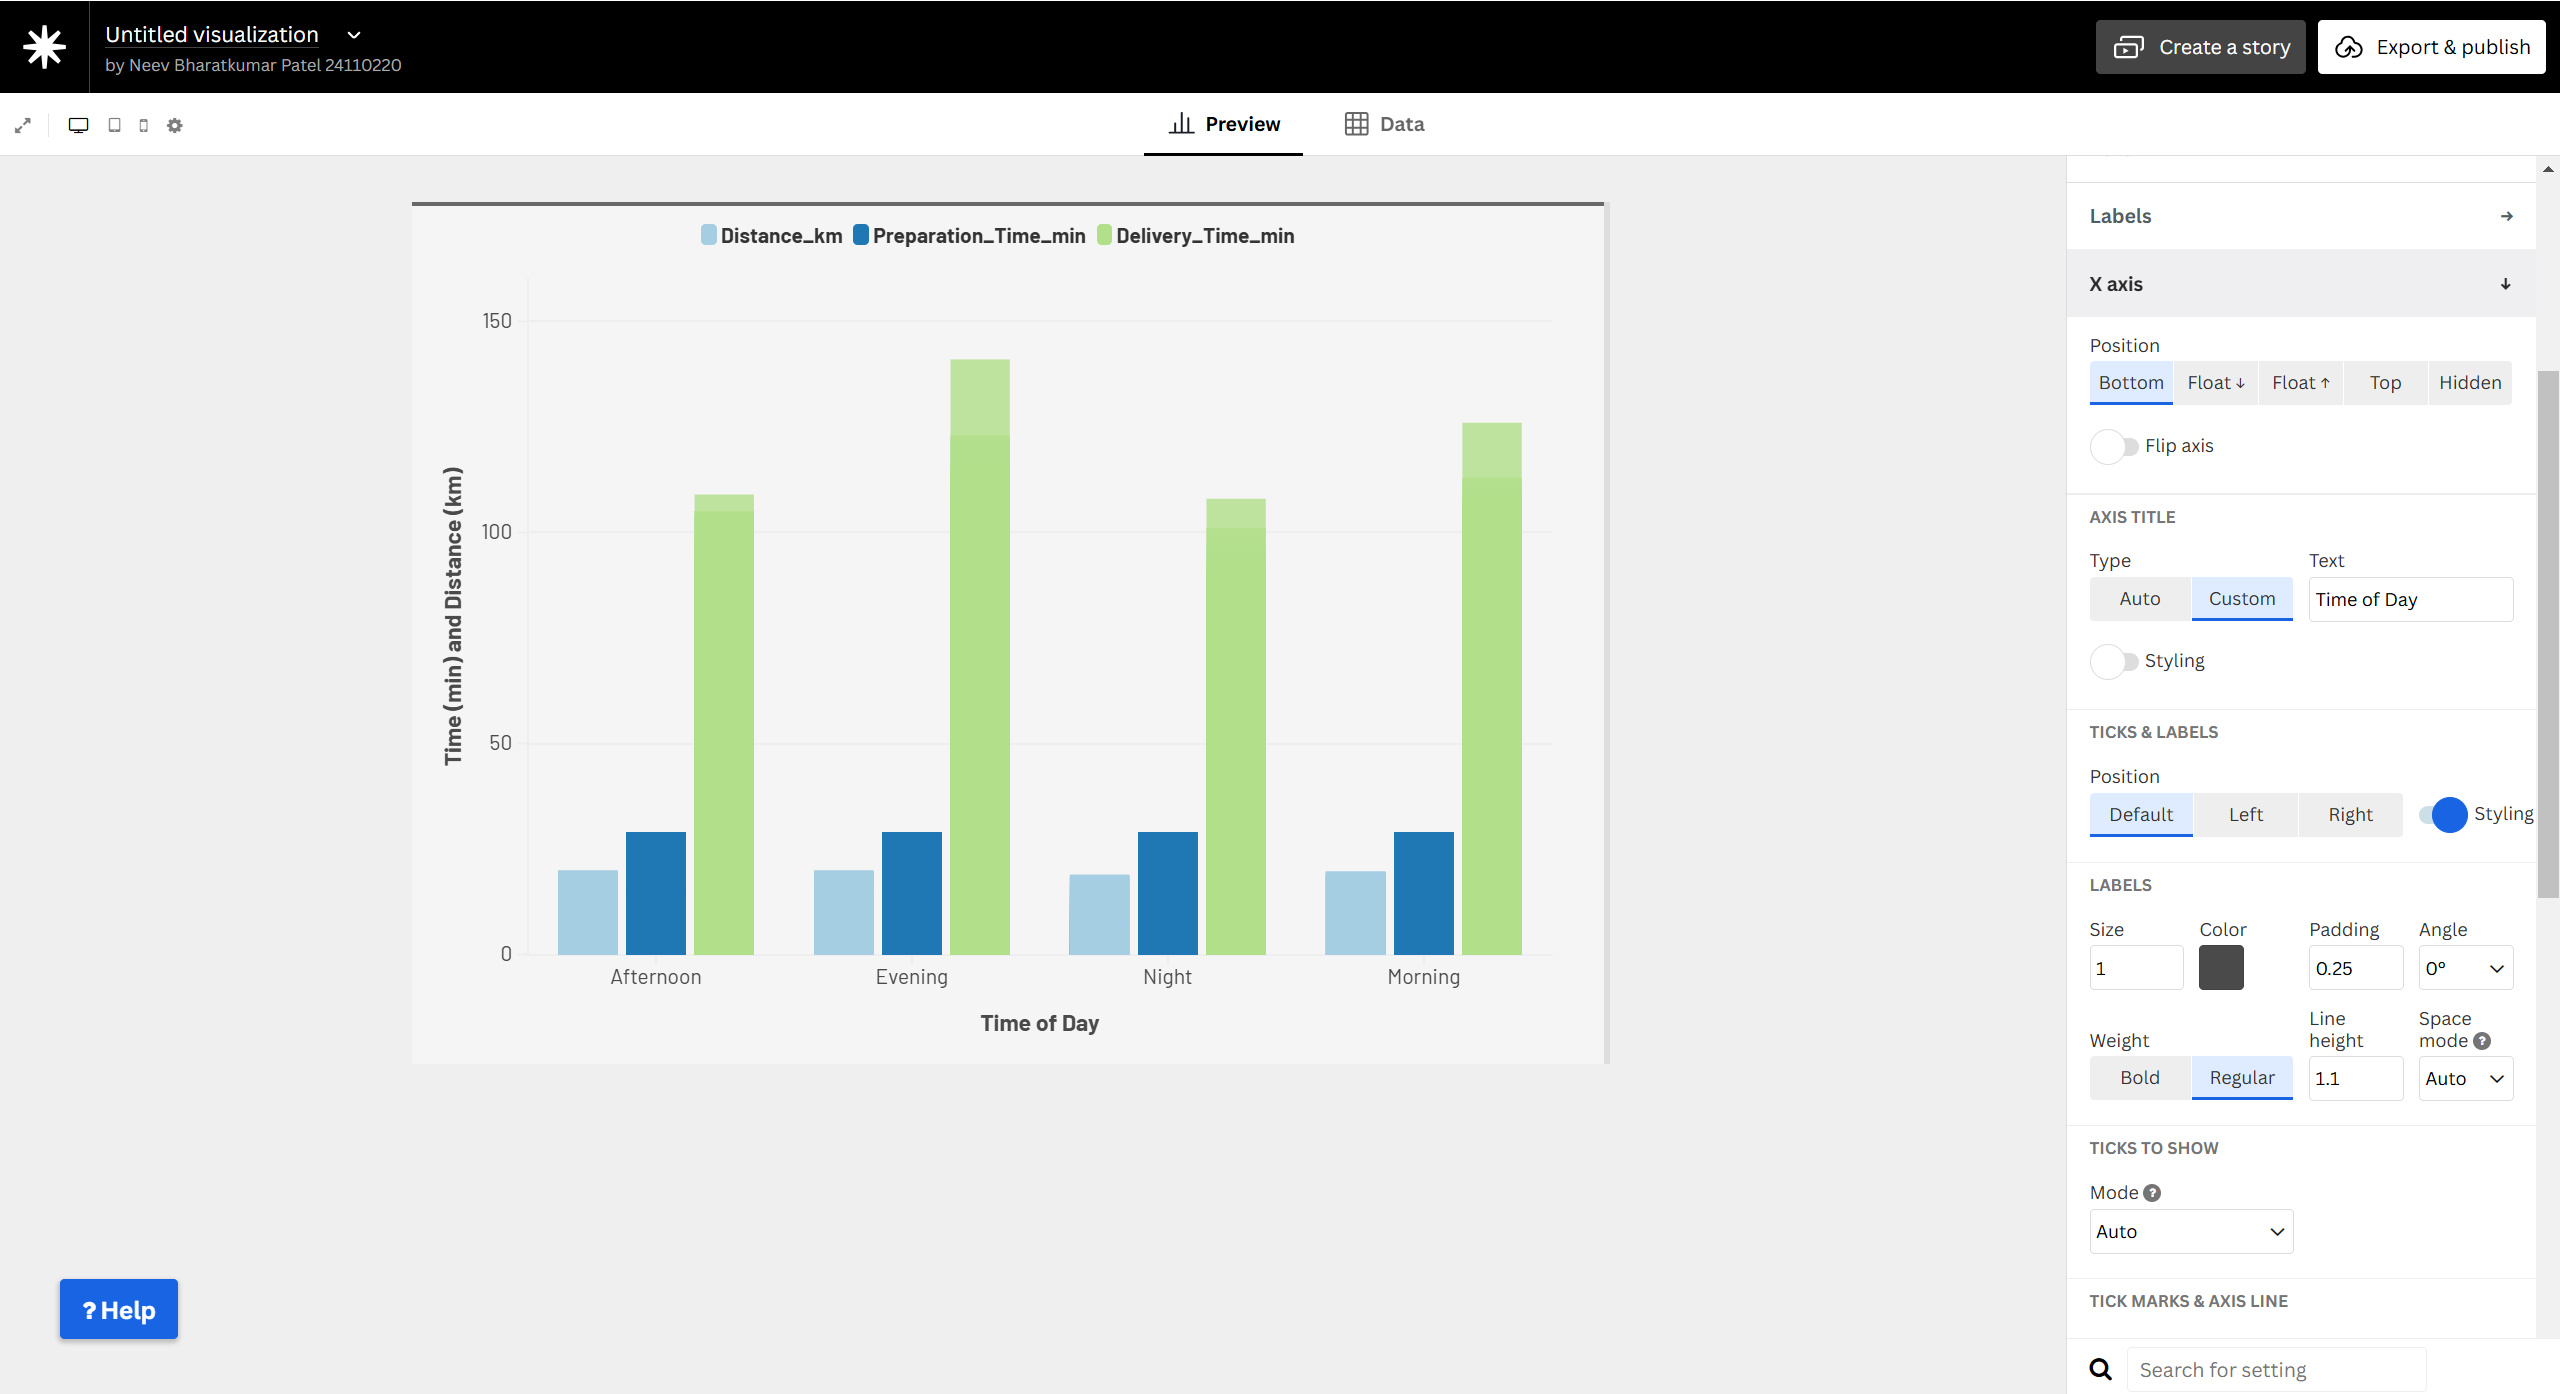 Untitled visualization
by Neev Bharatkumar Patel 24110220
Create a story
Export & publish
Preview
Data
Distance_km Preparation_Time_min Delivery_Time_min
150
100
50
0
Time (min) and Distance (km)
Afternoon Evening Night Morning
Time of Day
? Help
Labels
X axis
Position
Bottom Float ↓ Float ↑ Top Hidden
Flip axis
AXIS TITLE
Type Text
Auto Custom Time of Day
Styling
TICKS & LABELS
Position
Default Left Right Styling
LABELS
Size Color Padding Angle
1 0.25 0°
Weight Line height Space mode ?
Bold Regular 1.1 Auto
TICKS TO SHOW
Mode ?
Auto
TICK MARKS & AXIS LINE
Search for setting